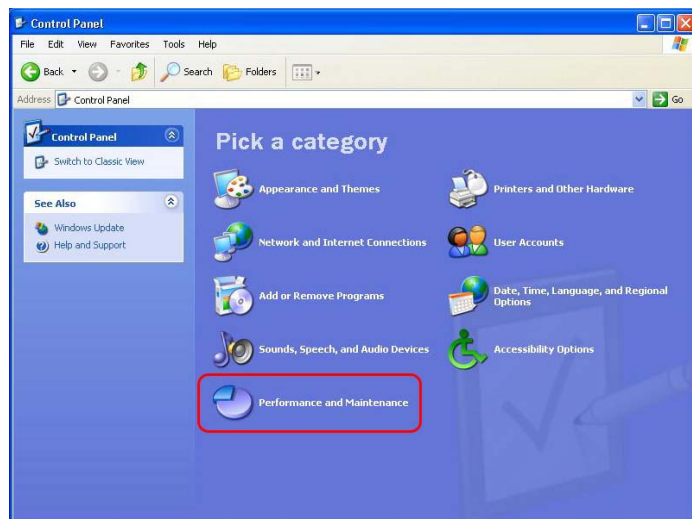 Control Panel
File Edit View Favorites Tools Help
Back Search Folders
Address Control Panel Go
Control Panel
Switch to Classic View
See Also
Windows Update
Help and Support
Pick a category
Appearance and Themes
Printers and Other Hardware
Network and Internet Connections
User Accounts
Add or Remove Programs
Date, Time, Language, and Regional
Options
Sounds, Speech, and Audio Devices
Accessibility Options
Performance and Maintenance